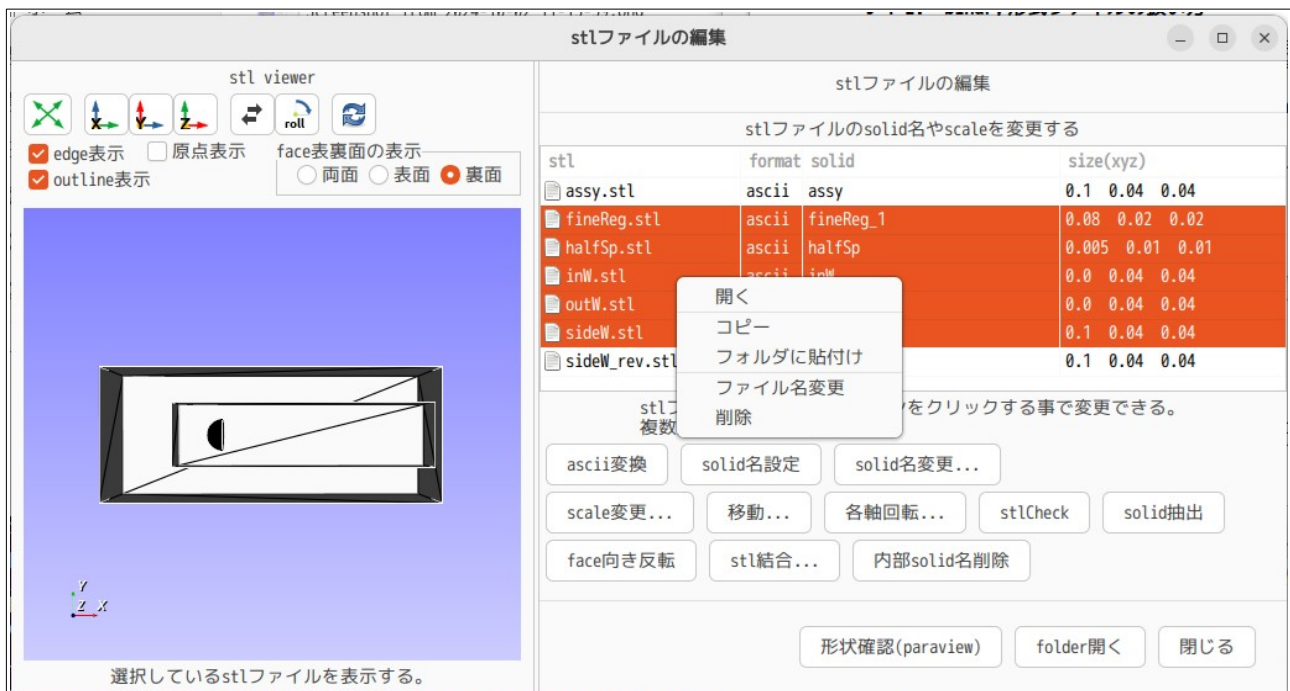 stlファイルの編集
stl viewer
X Y Z roll
edge表示 原点表示 face表裏面の表示
outline表示 両面 表面 裏面
Y
Z X
選択しているstlファイルを表示する。
stlファイルの編集
stlファイルのsolid名やscaleを変更する
stl format solid size(xyz)
assy.stl ascii assy 0.1 0.04 0.04
fineReg.stl ascii fineReg_1 0.08 0.02 0.02
halfSp.stl ascii halfSp 0.005 0.01 0.01
inW.stl ascii inW 0.0 0.04 0.04
outW.stl 0.0 0.04 0.04
sideW.stl 0.1 0.04 0.04
sideW_rev.stl 0.1 0.04 0.04
開く
コピー
フォルダに貼付け
ファイル名変更
削除
をクリックする事で変更できる。
複数
ascii変換 solid名設定 solid名変更...
scale変更... 移動... 各軸回転... stlCheck solid抽出
face向き反転 stl結合... 内部solid名削除
形状確認(paraview) folder開く 閉じる